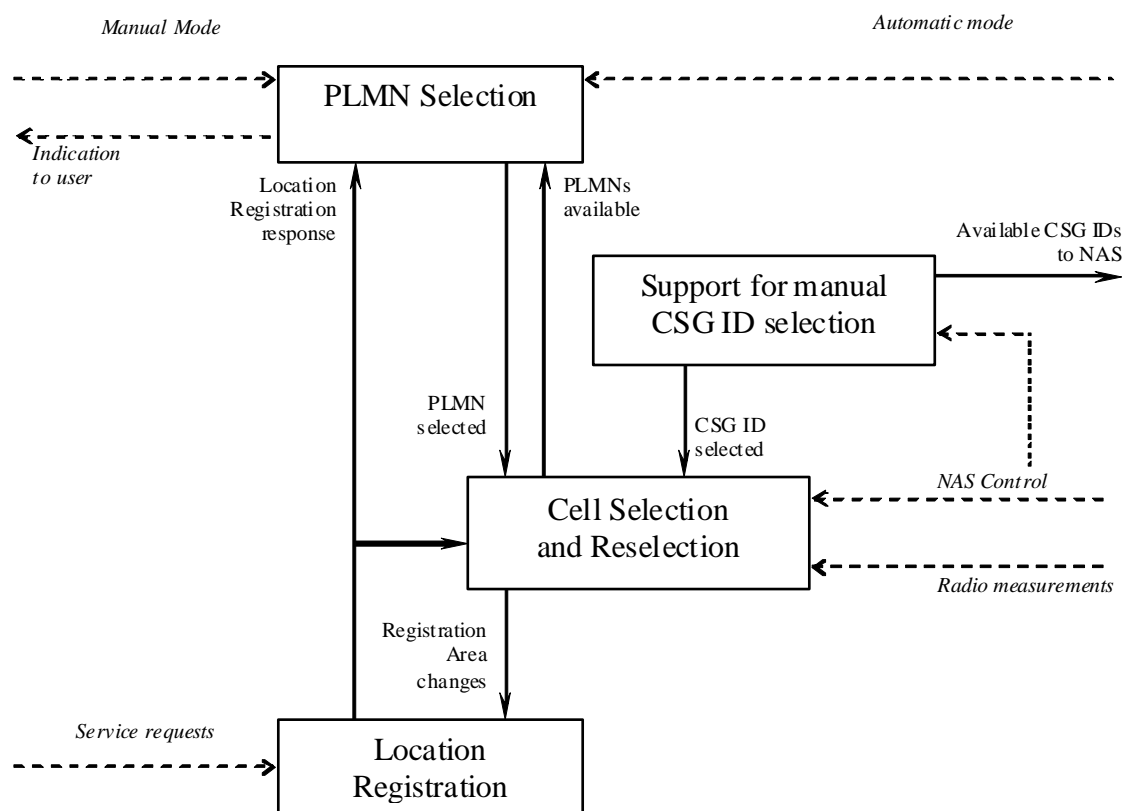 Manual Mode
Automatic mode
PLMN Selection
Indication
to user
Location
Registration
response
PLMNs
available
Available CSG IDs
to NAS
Support for manual
CSG ID selection
PLMN
selected
CSG ID
selected
NAS Control
Cell Selection
and Reselection
Radio measurements
Registration
Area
changes
Service requests
Location
Registration